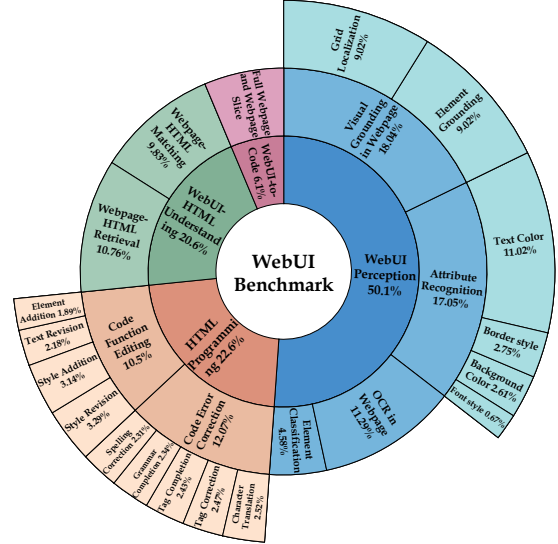 WebUI
Benchmark
WebUI
Perception
50.1%
Visual
Grounding
in Webpage
18.04%
Grid
Localization
9.02%
Element
Grounding
9.02%
Attribute
Recognition
17.05%
Text Color
11.02%
Border style
2.75%
Background
Color 2.61%
Font style 0.67%
OCR in
Webpage
11.29%
Element
Classification
4.58%
HTML
Programmi
ng 22.6%
Code Error
Correction
12.07%
Character
Translation
2.52%
Tag Correction
2.47%
Tag Completion
2.43%
Grammar
Completion 2.34%
Spelling
Correction 2.31%
Code
Function
Editing
10.5%
Style Revision
3.29%
Style Addition
3.14%
Text Revision
2.18%
Element
Addition 1.89%
WebUI-
HTML
Understand
ing 20.6%
Webpage-
HTML
Retrieval
10.76%
Webpage-
HTML
Matching
9.83%
WebUI-to-
Code 6.1%
Full Webpage
and Webpage
Slice